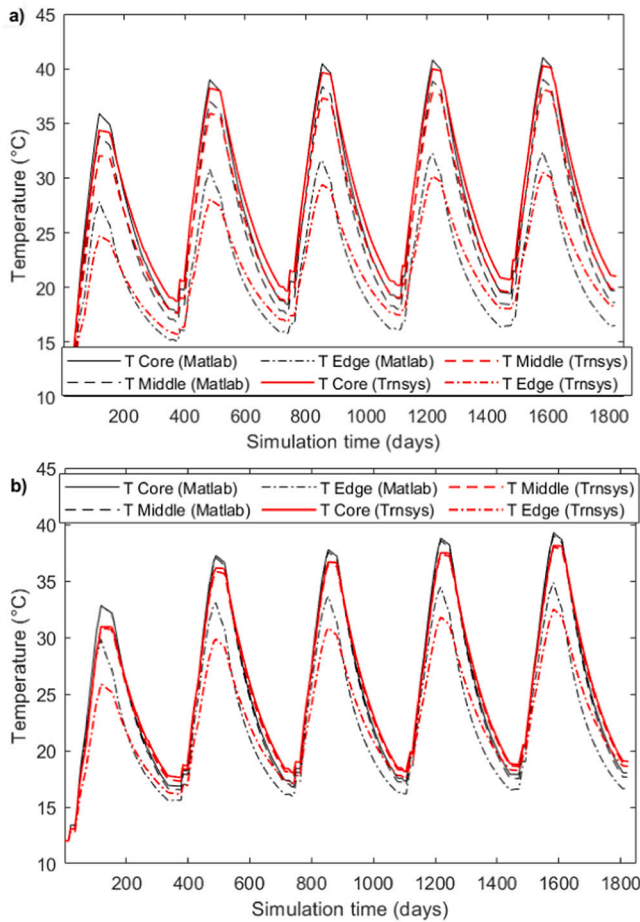 a)
45
40
35
30
25
20
15
10
Temperature (°C)
T Core (Matlab) T Edge (Matlab) T Middle (Trnsys)
T Middle (Matlab) T Core (Trnsys) T Edge (Trnsys)
200 400 600 800 1000 1200 1400 1600 1800
Simulation time (days)
b)
45
40
35
30
25
20
15
10
Temperature (°C)
T Core (Matlab) T Edge (Matlab) T Middle (Trnsys)
T Middle (Matlab) T Core (Trnsys) T Edge (Trnsys)
200 400 600 800 1000 1200 1400 1600 1800
Simulation time (days)